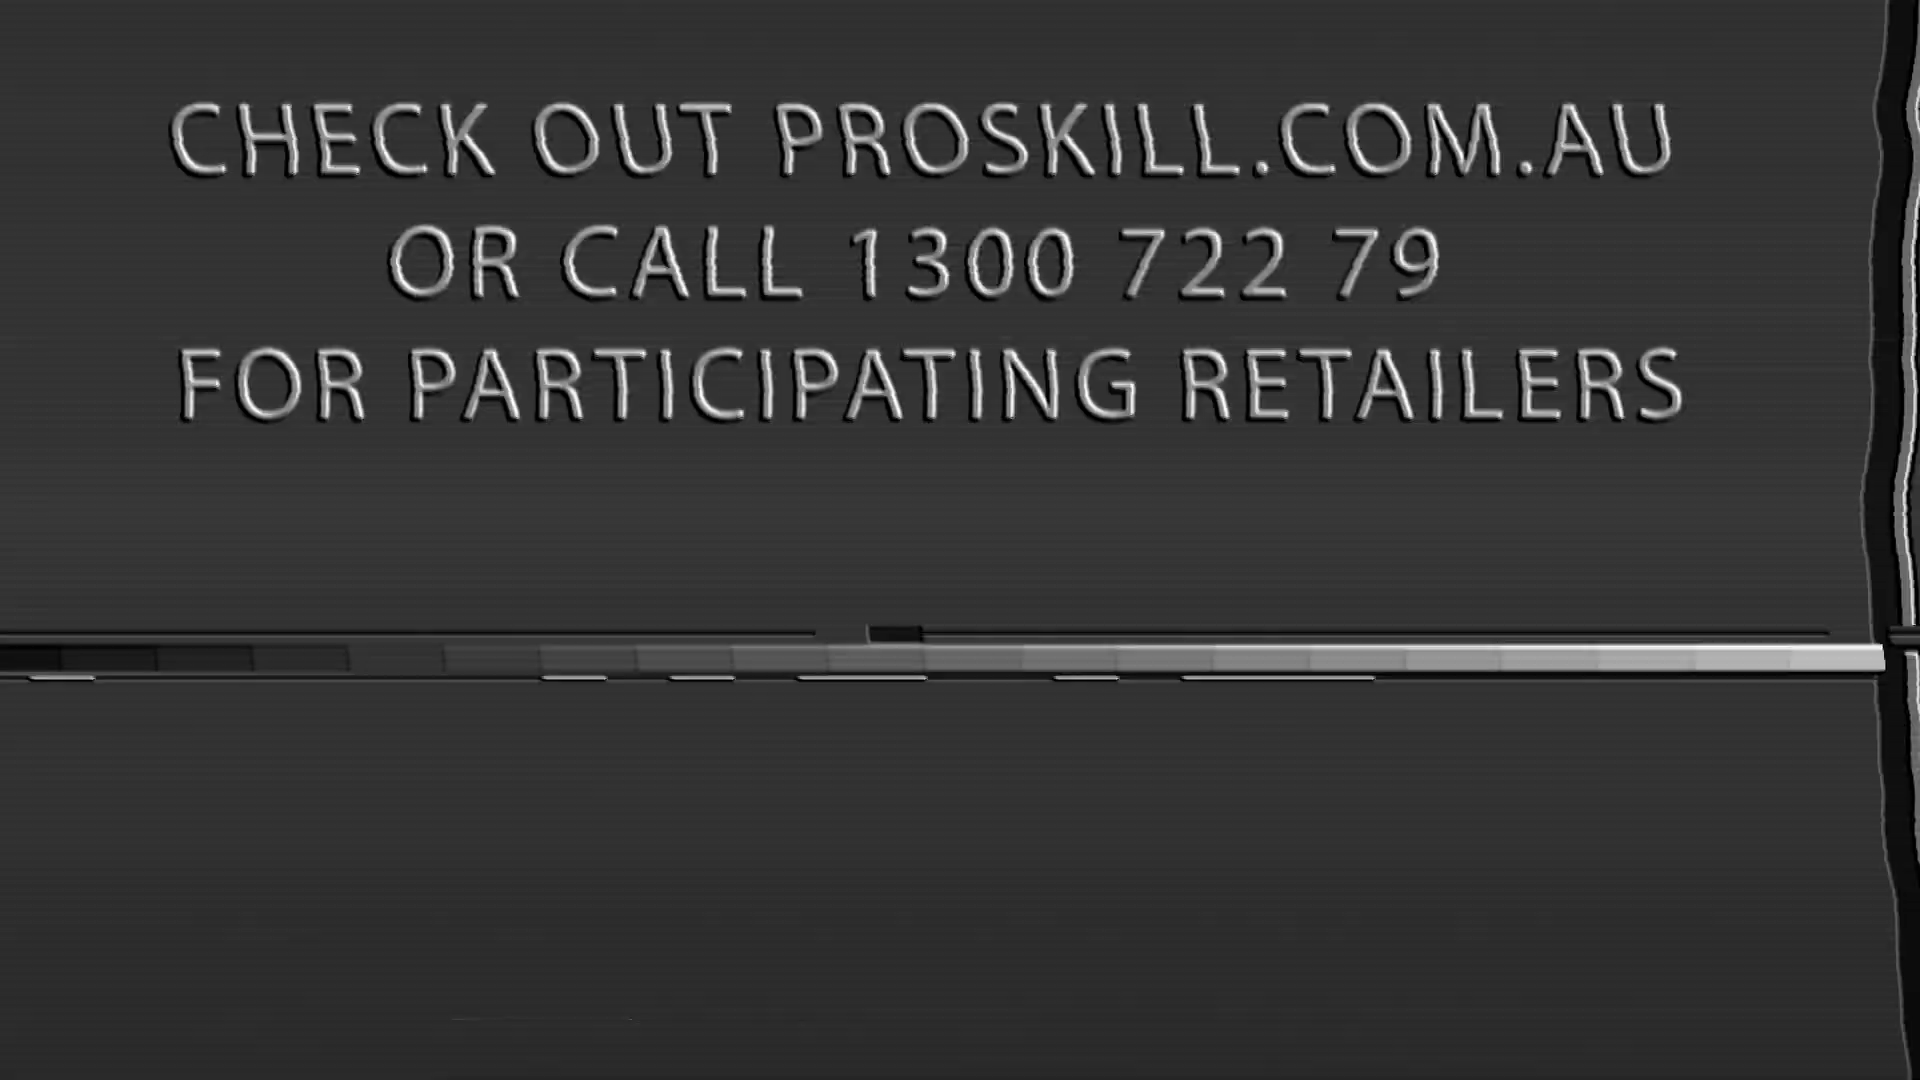 CHECK OUT PROSKILL.COM.AU
OR CALL 1300 722 79
FOR PARTICIPATING RETAILERS